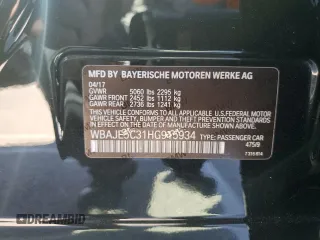 MFD BY BAYERISCHE MOTOREN WERKE AG
04/17
GVWR 5060 lbs 2295 kg
GAWR FRONT 2452 lbs 1112 kg
GAWR REAR 2736 lbs 1241 kg
THIS VEHICLE CONFORMS TO ALL APPLICABLE
FEDERAL MOTOR VEHICLE SAFETY, BUMPER
AND THEFT PREVENTION STANDARDS IN EFFECT
ON THE DATE OF MANUFACTURE SHOWN ABOVE.
TYPE: PASSENGER CAR
475/9
© DREAMBID